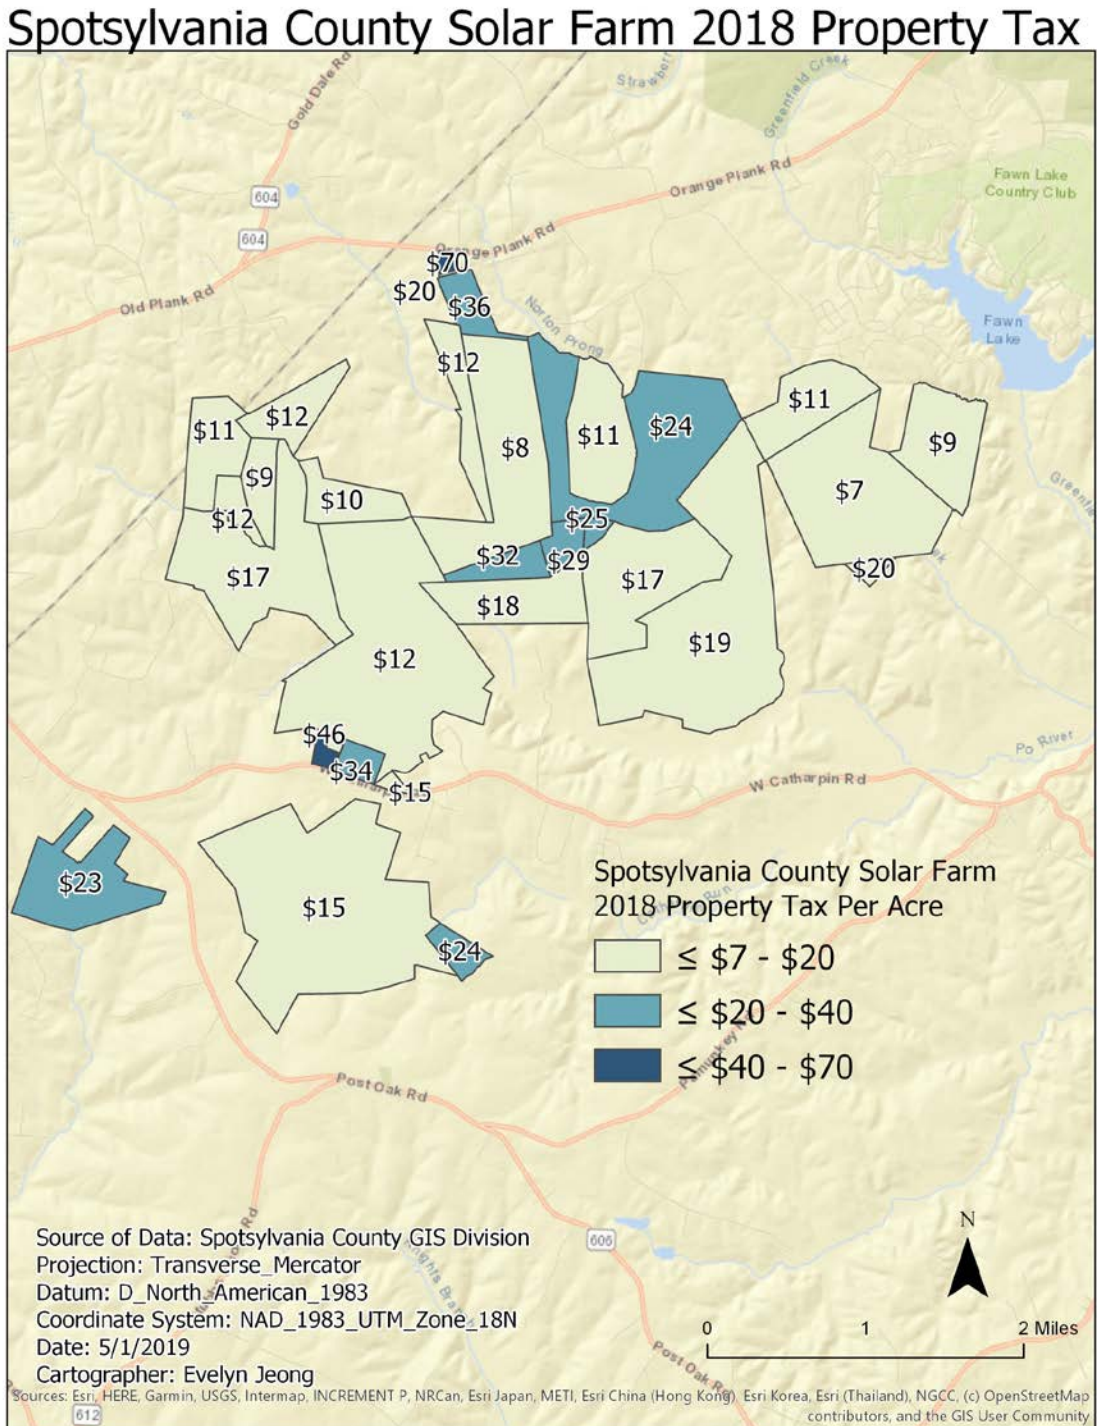 Spotsylvania County Solar Farm 2018 Property Tax
Gold Dale Rd
Greenfield Creek
Orange Plank Rd
Fawn Lake
Country Club
604
604
Orange Plank Rd
$70
$20
$36
Old Plank Rd
Norton Prong
Fawn
Lake
$12
$11
$12
$11
$8
$11
$24
$9
$9
$10
$7
$12
$25
$32
$29
$20
$17
$17
$18
$12
$19
$46
$34
$15
Po River
W Catharpin Rd
$23
$15
$24
Spotsylvania County Solar Farm
2018 Property Tax Per Acre
≤ $7 - $20
≤ $20 - $40
≤ $40 - $70
Post Oak Rd
606
N
Source of Data: Spotsylvania County GIS Division
Projection: Transverse_Mercator
Datum: D_North_American_1983
Coordinate System: NAD_1983_UTM_Zone_18N
Date: 5/1/2019
Cartographer: Evelyn Jeong
0 1 2 Miles
Post Oak Rd
Sources: Esri, HERE, Garmin, USGS, Intermap, INCREMENT P, NRCan, Esri Japan, METI, Esri China (Hong Kong), Esri Korea, Esri (Thailand), NGCC, (c) OpenStreetMap
contributors, and the GIS User Community
612